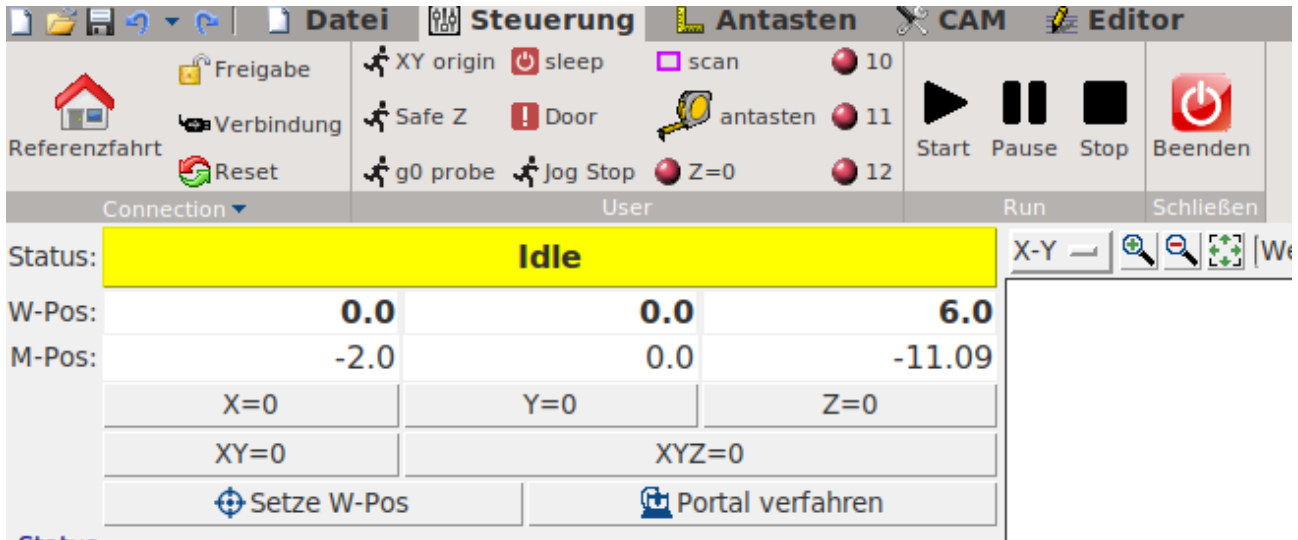 Datei Steuerung Antasten CAM Editor
Freigabe XY origin sleep scan 10
Verbindung Safe Z Door antasten 11
Referenzfahrt Start Pause Stop Beenden
Reset g0 probe Jog Stop Z=0 12
Connection User Run Schließen
Status: Idle X-Y
W-Pos: 0.0 0.0 6.0
M-Pos: -2.0 0.0 -11.09
X=0 Y=0 Z=0
XY=0 XYZ=0
Setze W-Pos Portal verfahren